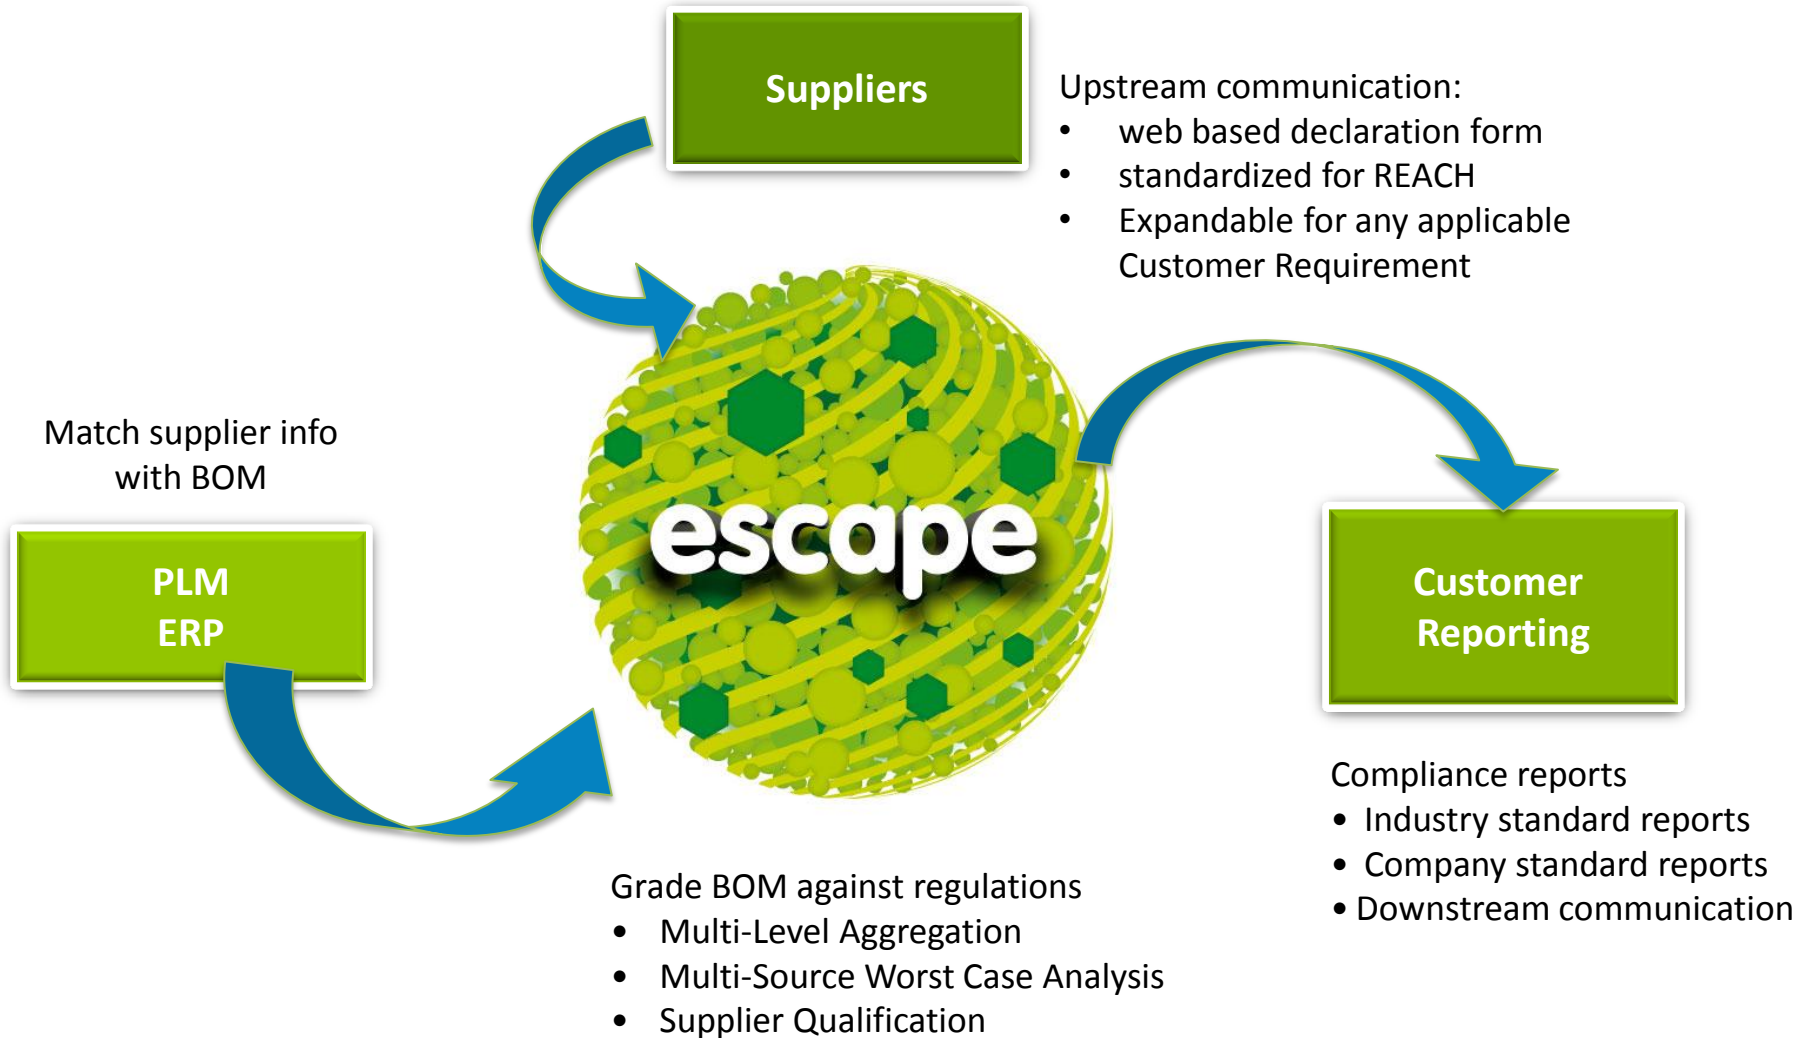 Suppliers
Upstream communication:
• web based declaration form
• standardized for REACH
• Expandable for any applicable
Customer Requirement
Match supplier info
with BOM
PLM
ERP
escape
Customer
Reporting
Compliance reports
• Industry standard reports
• Company standard reports
• Downstream communication
Grade BOM against regulations
• Multi-Level Aggregation
• Multi-Source Worst Case Analysis
• Supplier Qualification